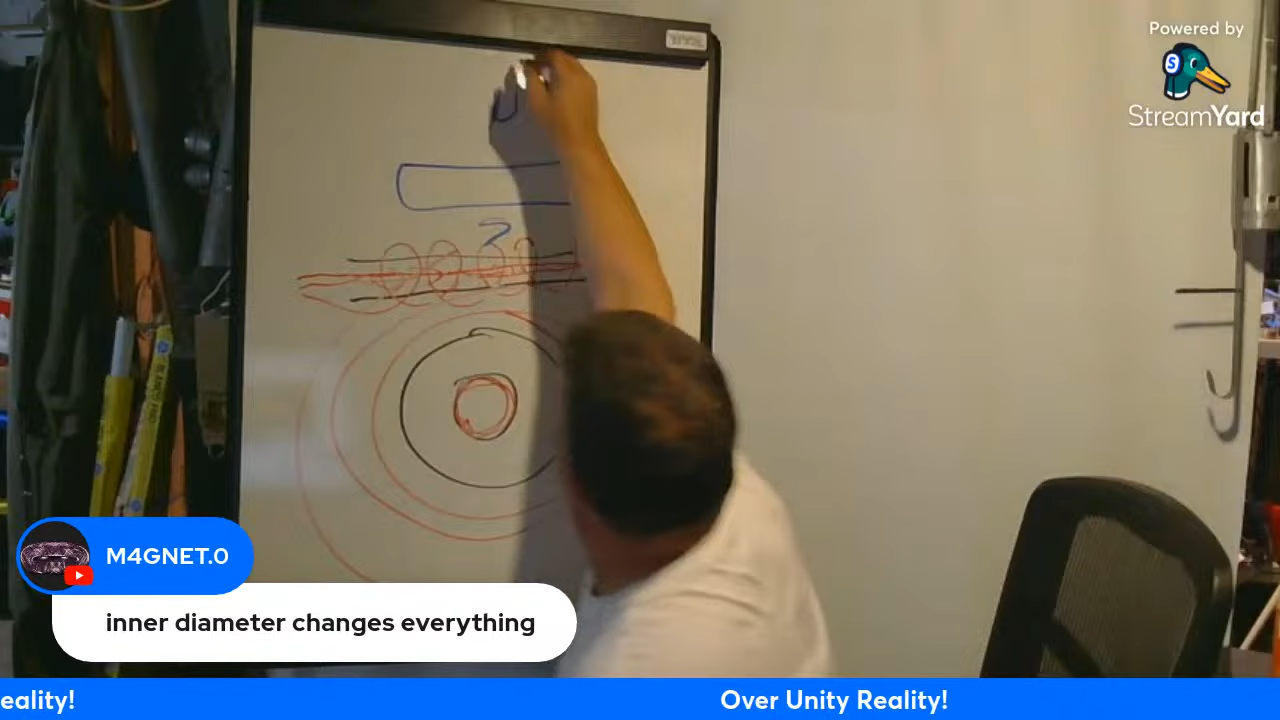 Powered by
StreamYard
S
M4GNET.0
inner diameter changes everything
eality!
Over Unity Reality!